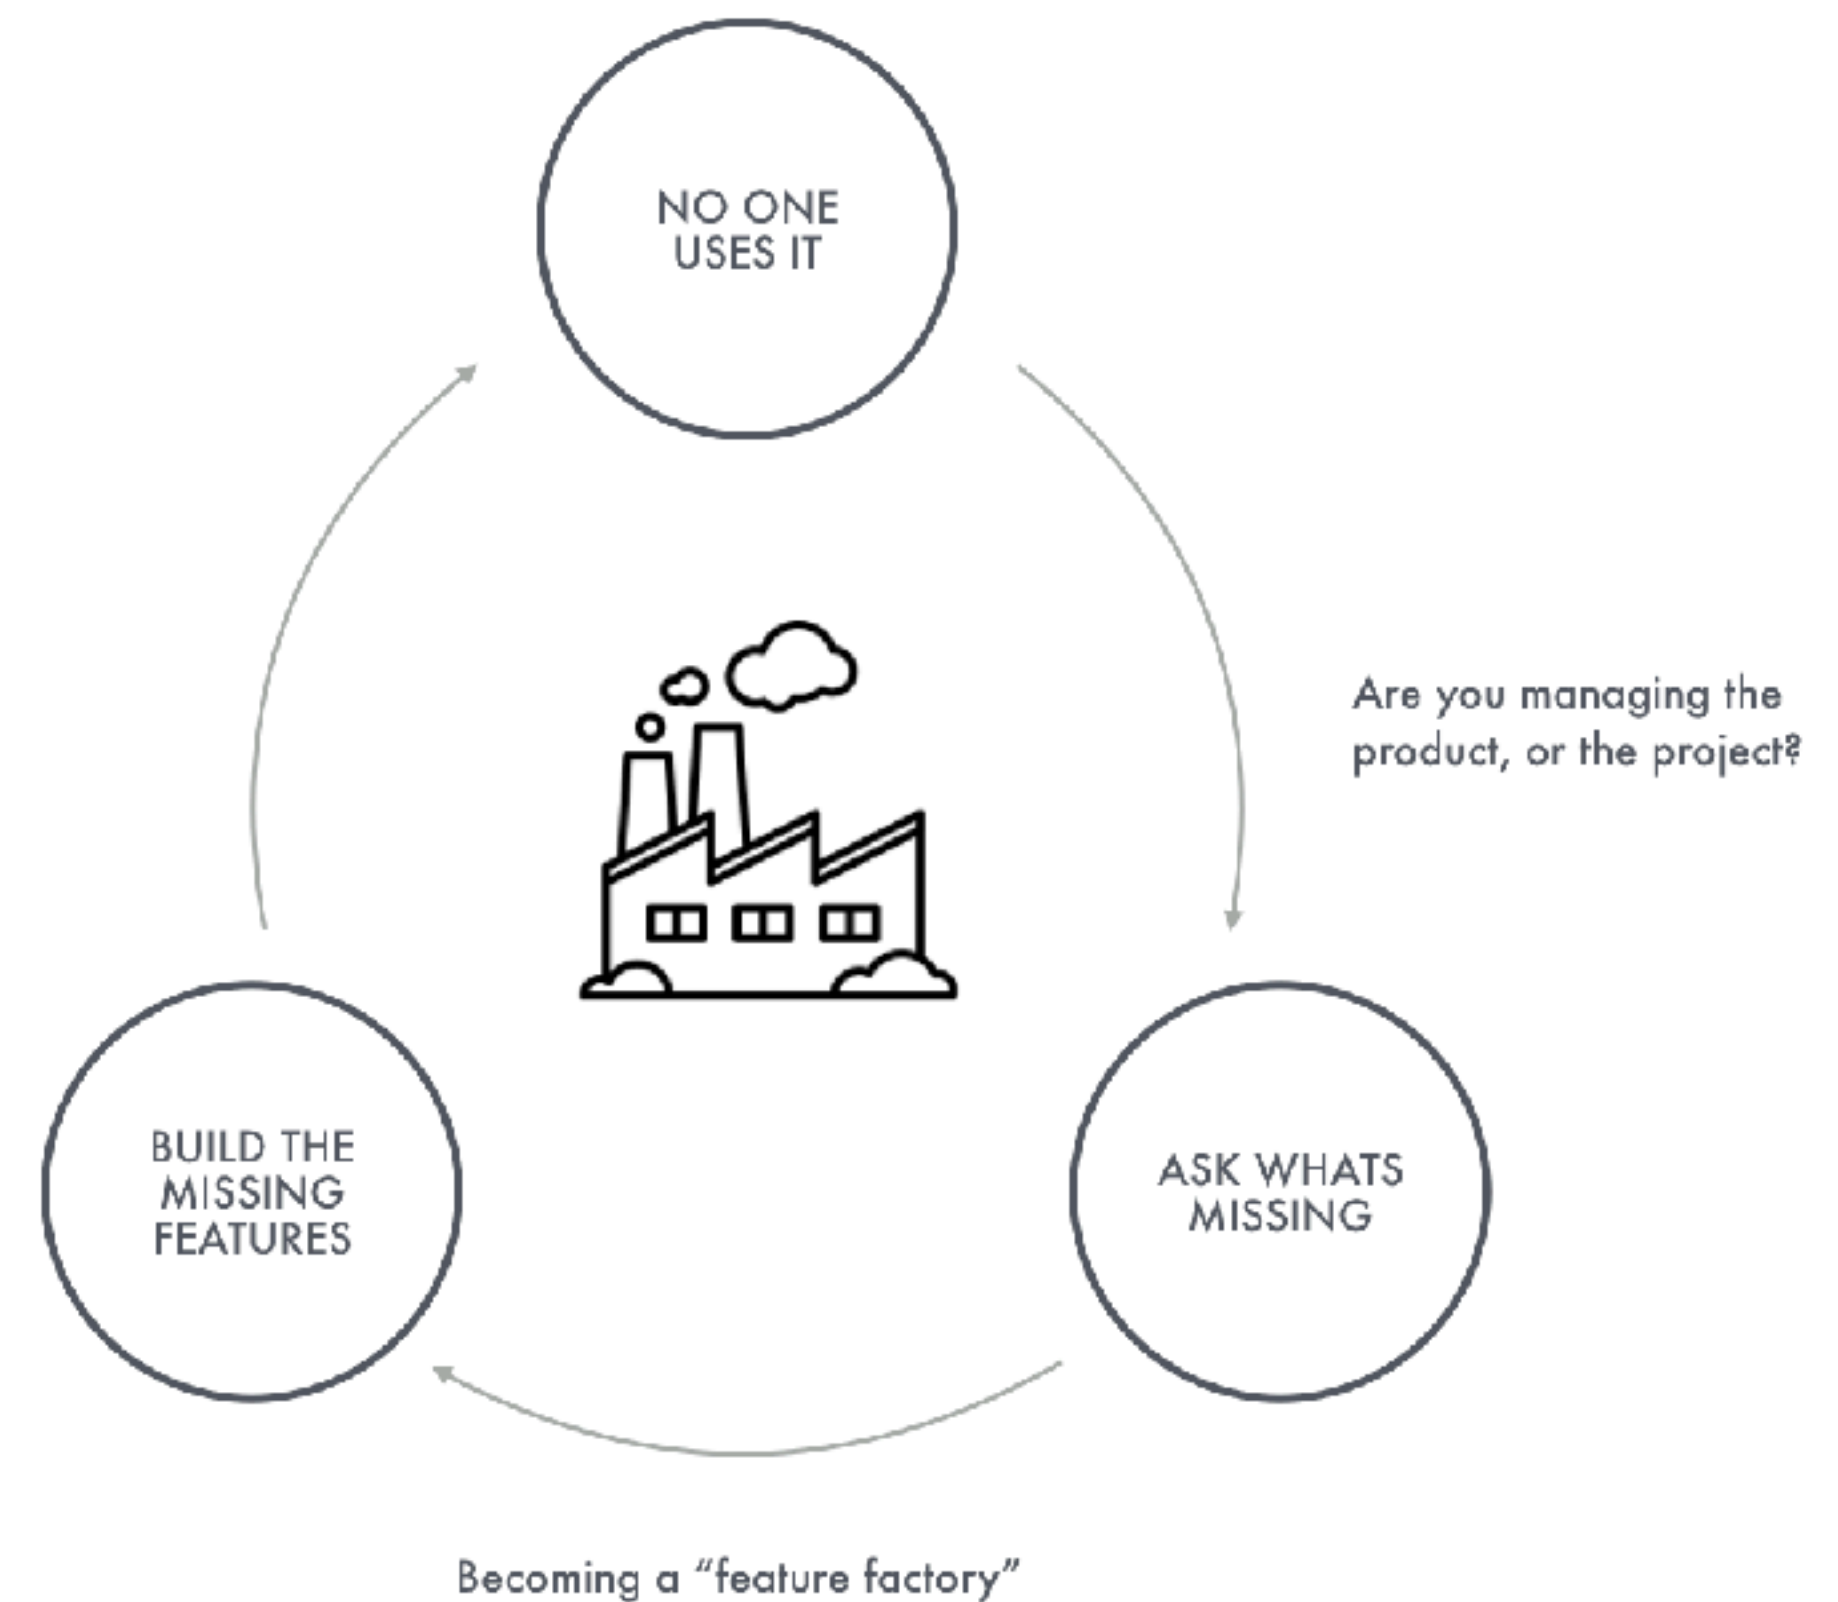 NO ONE
USES IT
Are you managing the
product, or the project?
ASK WHATS
MISSING
BUILD THE
MISSING
FEATURES
Becoming a “feature factory”